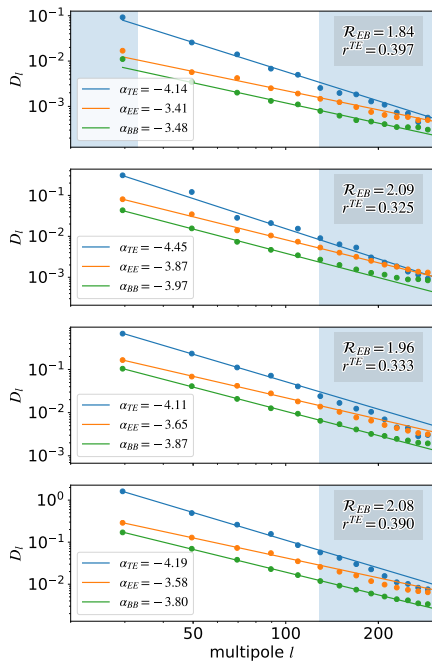 10⁻¹
10⁻³
D_l
R_EB=1.84
r^TE=0.397
α_TE = −4.14
α_EE = −3.41
α_BB = −3.48
10⁻¹
10⁻²
10⁻³
D_l
R_EB=2.09
r^TE=0.325
α_TE = −4.45
α_EE = −3.87
α_BB = −3.97
10⁻¹
10⁻²
10⁻³
D_l
R_EB=1.96
r^TE=0.333
α_TE = −4.11
α_EE = −3.65
α_BB = −3.87
10⁰
10⁻¹
10⁻²
D_l
R_EB=2.08
r^TE=0.390
α_TE = −4.19
α_EE = −3.58
α_BB = −3.80
50 100 200
multipole l